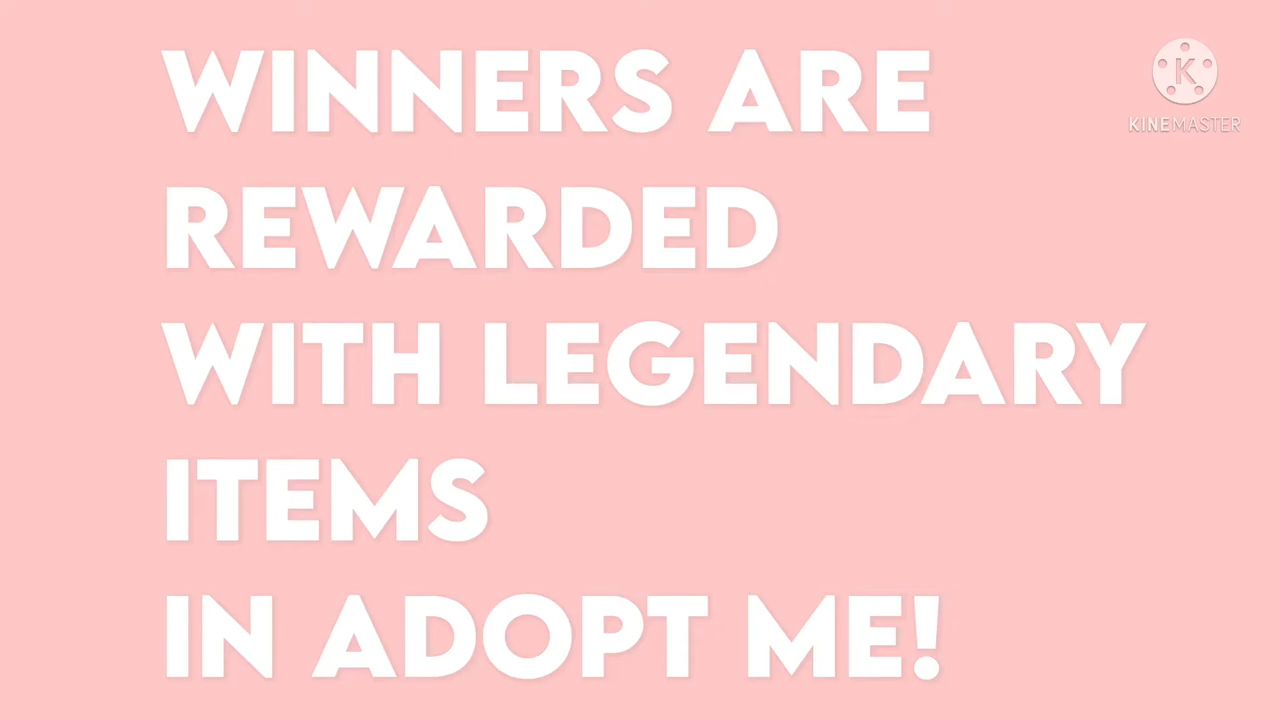 WINNERS ARE
REWARDED
WITH LEGENDARY
ITEMS
IN ADOPT ME!
K
KINEMASTER